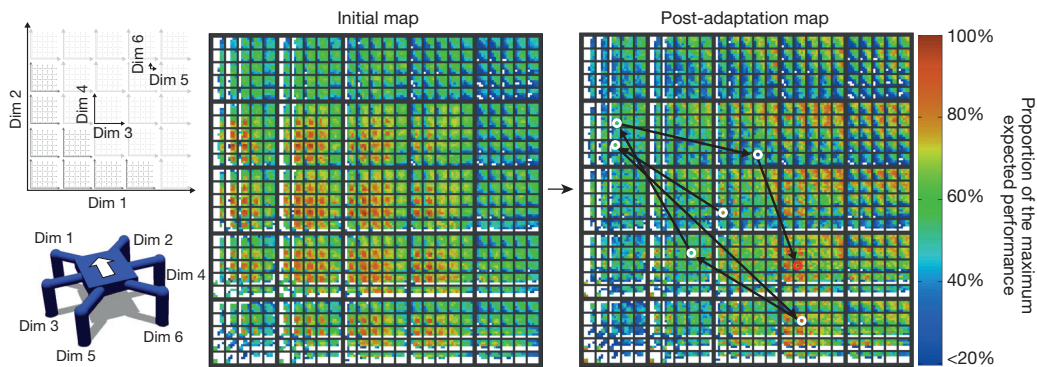 Initial map
Post-adaptation map
Dim 6
Dim 5
Dim 4
Dim 3
Dim 2
Dim 1
100%
80%
60%
40%
<20%
Proportion of the maximum
expected performance
Dim 1
Dim 2
Dim 4
Dim 3
Dim 6
Dim 5